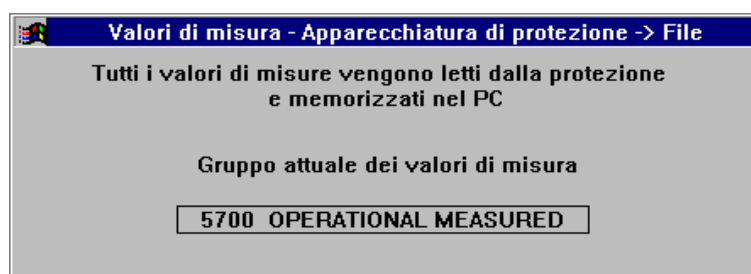 Valori di misura - Apparecchiatura di protezione -> File
Tutti i valori di misure vengono letti dalla protezione
e memorizzati nel PC
Gruppo attuale dei valori di misura
5700 OPERATIONAL MEASURED